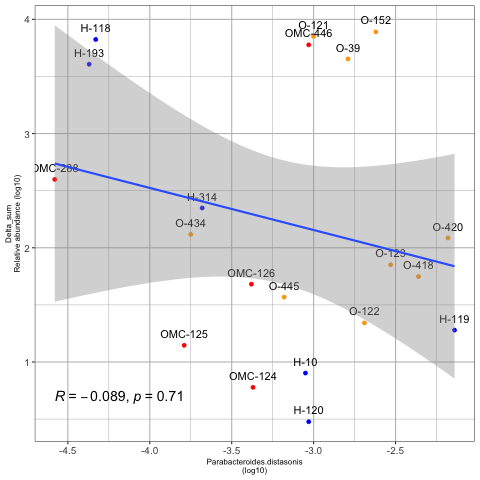 4
3
2
1
Delta_sum
Relative abundance (log10)
O-152
O-121
H-118
OMC-446
O-39
H-193
OMC-288
H-314
O-434
O-420
O-123
O-418
OMC-126
O-445
O-122
H-119
OMC-125
H-10
OMC-124
R = −0.089, p = 0.71
H-120
-4.5 -4.0 -3.5 -3.0 -2.5
Parabacteroides.distasonis
(log10)